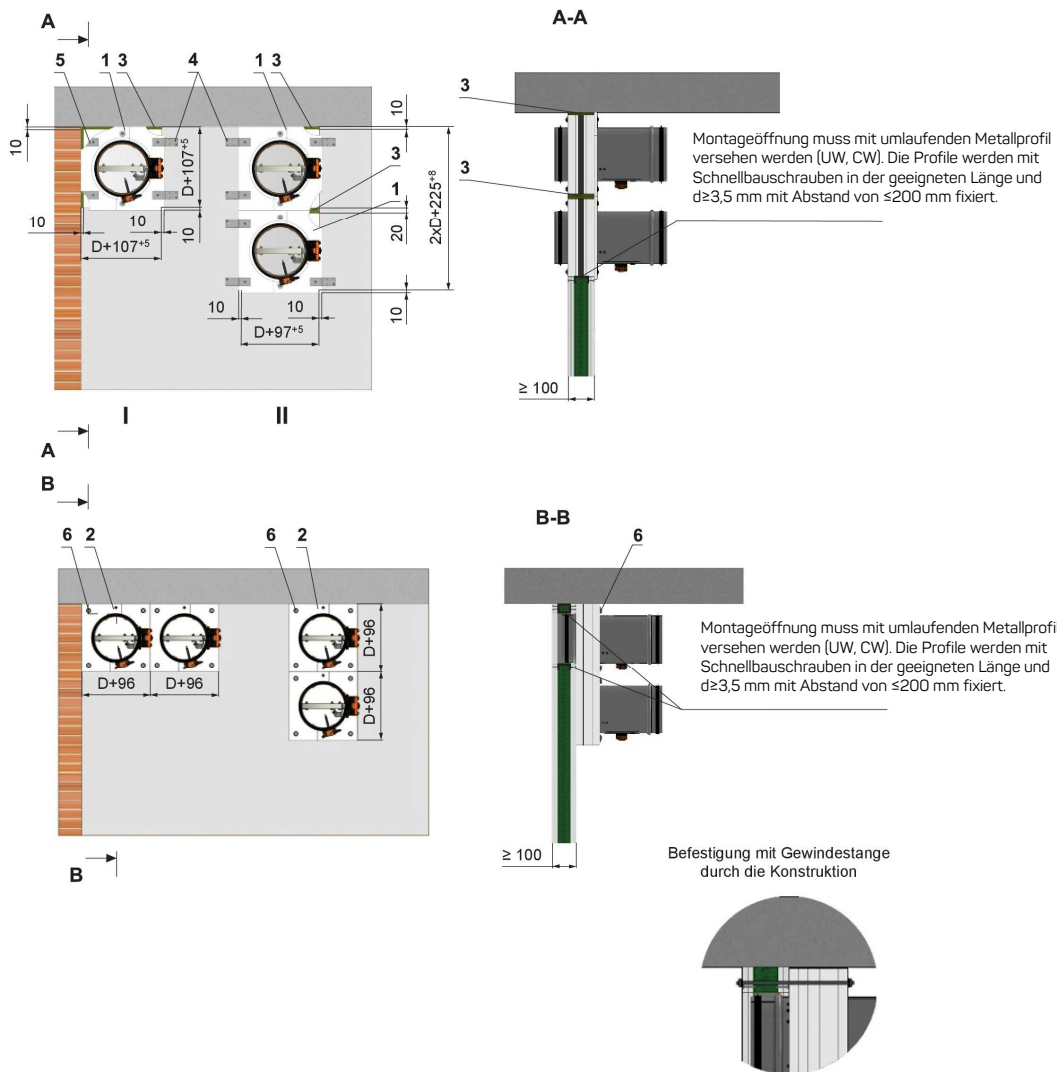 A
A-A
5
1 3
4
1 3
10
3
3
1
3
10
D+107+5
10
D+107+5
10
20
2xD+225+8
10
10
D+97+5
10
Montageöffnung muss mit umlaufenden Metallprofil
versehen werden (UW, CW). Die Profile werden mit
Schnellbauschrauben in der geeigneten Länge und
d≥3,5 mm mit Abstand von ≤200 mm fixiert.
≥ 100
I
II
A
B
B-B
6 2
6 2
6
D+96 D+96
D+96
D+96
Montageöffnung muss mit umlaufenden Metallprofil
versehen werden (UW, CW). Die Profile werden mit
Schnellbauschrauben in der geeigneten Länge und
d≥3,5 mm mit Abstand von ≤200 mm fixiert.
≥ 100
B
Befestigung mit Gewindestange
durch die Konstruktion